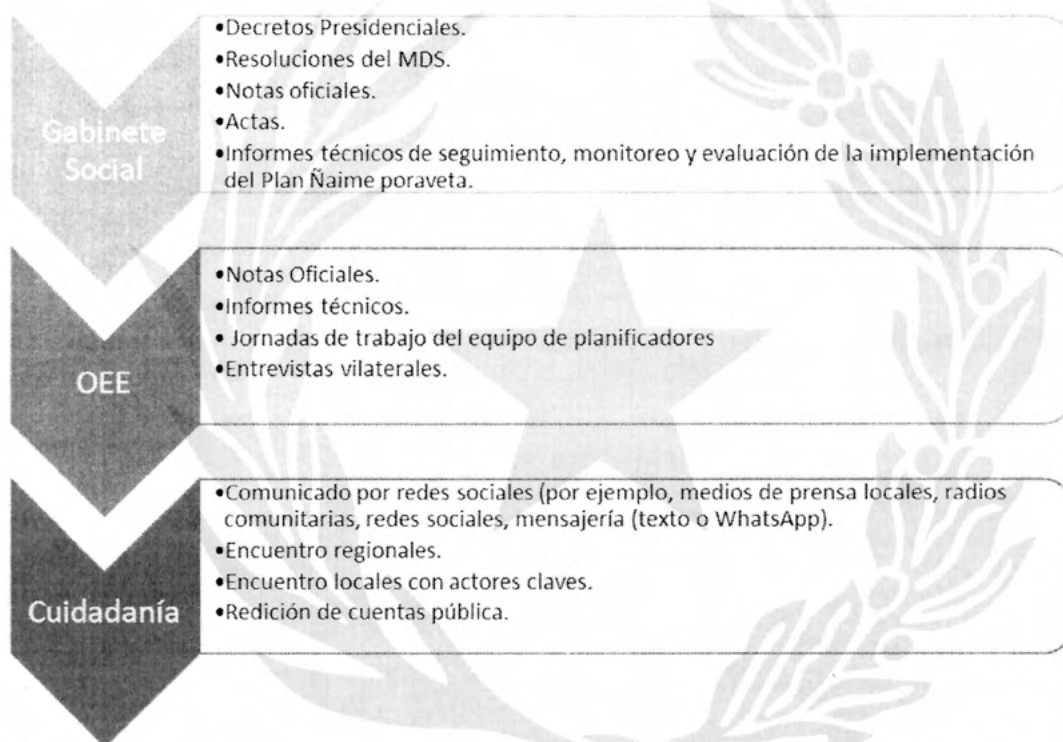 Gabinete
Social
•Decretos Presidenciales.
•Resoluciones del MDS.
•Notas oficiales.
•Actas.
•Informes técnicos de seguimiento, monitoreo y evaluación de la implementación
del Plan Ñaime poraveta.
OEE
•Notas Oficiales.
•Informes técnicos.
• Jornadas de trabajo del equipo de planificadores
•Entrevistas vilaterales.
Cuidadanía
•Comunicado por redes sociales (por ejemplo, medios de prensa locales, radios
comunitarias, redes sociales, mensajería (texto o WhatsApp).
•Encuentro regionales.
•Encuentro locales con actores claves.
•Redición de cuentas pública.